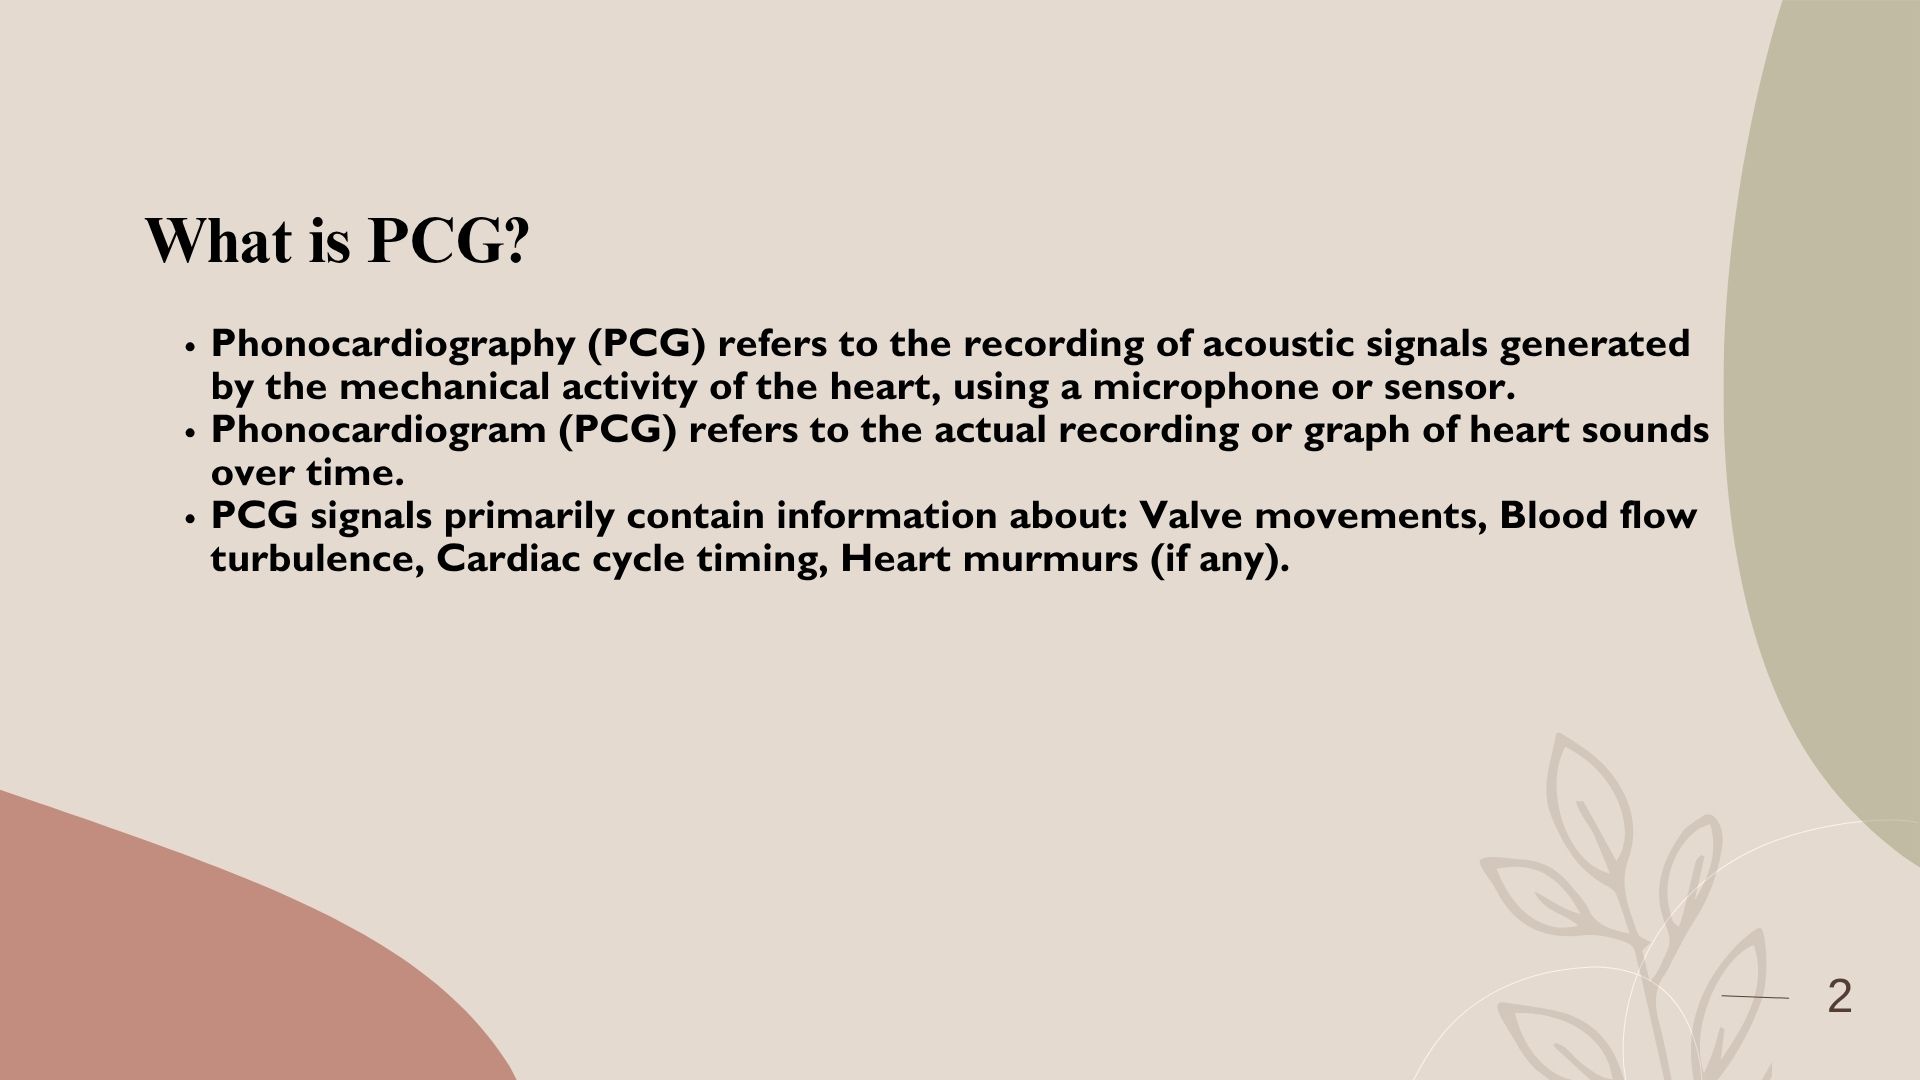 What is PCG?
• Phonocardiography (PCG) refers to the recording of acoustic signals generated
by the mechanical activity of the heart, using a microphone or sensor.
• Phonocardiogram (PCG) refers to the actual recording or graph of heart sounds
over time.
• PCG signals primarily contain information about: Valve movements, Blood flow
turbulence, Cardiac cycle timing, Heart murmurs (if any).
2